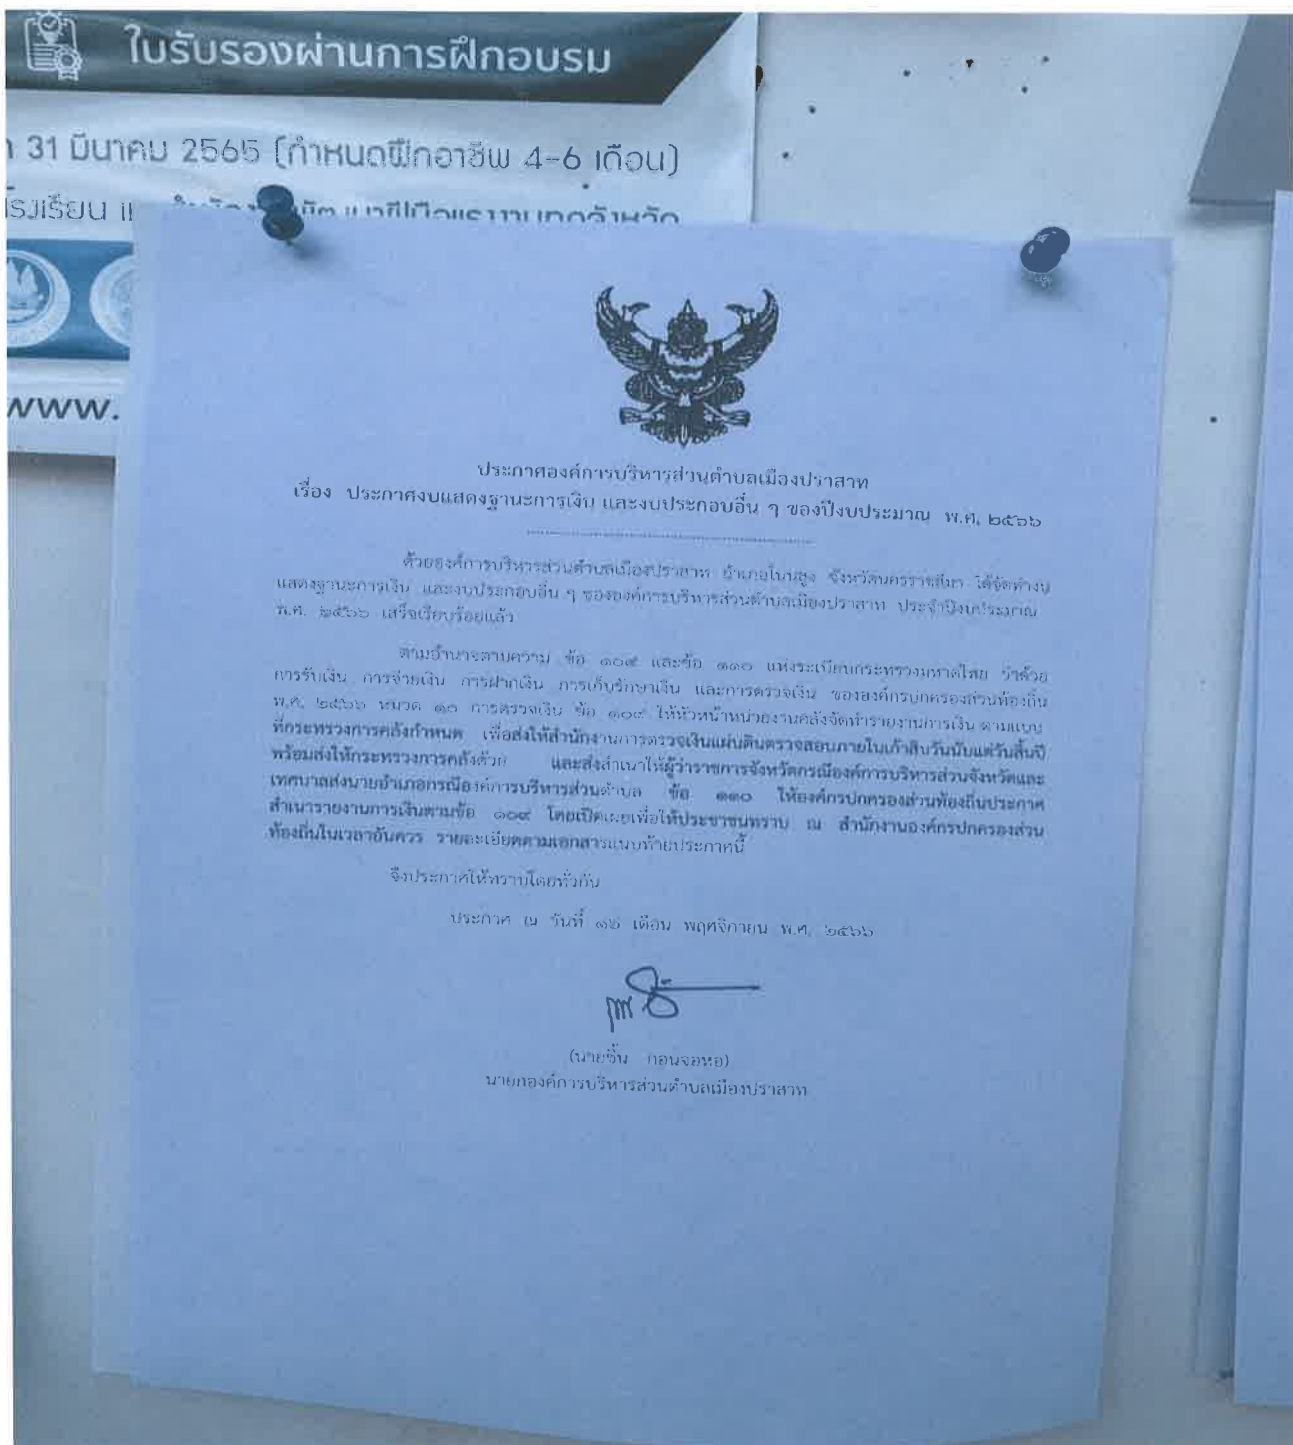 ใบรับรองผ่านการฝึกอบรม
31 มีนาคม 2565 (กำหนดฝึกอาชีพ 4-6 เดือน)
โรงเรียน
www.
ประกาศองค์การบริหารส่วนตำบลเมืองปราสาท
เรื่อง ประกาศงบแสดงฐานะการเงิน และงบประกอบอื่น ๆ ของปีงบประมาณ พ.ศ. ๒๕๖๖
ด้วยองค์การบริหารส่วนตำบลเมืองปราสาท อำเภอโนนสูง จังหวัดนครราชสีมา ได้จัดทำงบ
แสดงฐานะการเงิน และงบประกอบอื่น ๆ ขององค์การบริหารส่วนตำบลเมืองปราสาท ประจำปีงบประมาณ
พ.ศ. ๒๕๖๖ เสร็จเรียบร้อยแล้ว
ตามอำนาจตามความ ข้อ ๑๐๙ และข้อ ๑๑๐ แห่งระเบียบกระทรวงมหาดไทย ว่าด้วย
การรับเงิน การจ่ายเงิน การฝากเงิน การเก็บรักษาเงิน และการตรวจเงิน ขององค์กรปกครองส่วนท้องถิ่น
พ.ศ. ๒๕๖๖ หมวด ๑๐ การตรวจเงิน ข้อ ๑๐๙ ให้หัวหน้าหน่วยงานคลังจัดทำรายงานการเงิน ตามแบบ
ที่กระทรวงการคลังกำหนด เพื่อส่งให้สำนักงานการตรวจเงินแผ่นดินตรวจสอบภายในเก้าสิบวันนับแต่วันสิ้นปี
พร้อมส่งให้กระทรวงการคลังด้วย และส่งสำเนาให้ผู้ว่าราชการจังหวัดกรณีองค์การบริหารส่วนจังหวัดและ
เทศบาลส่งนายอำเภอกรณีองค์การบริหารส่วนตำบล ข้อ ๑๑๐ ให้องค์กรปกครองส่วนท้องถิ่นประกาศ
สำเนารายงานการเงินตามข้อ ๑๐๙ โดยเปิดเผยเพื่อให้ประชาชนทราบ ณ สำนักงานองค์กรปกครองส่วน
ท้องถิ่นในเวลาอันควร รายละเอียดตามเอกสารแนบท้ายประกาศนี้
จึงประกาศให้ทราบโดยทั่วกัน
ประกาศ ณ วันที่ เดือน พฤศจิกายน พ.ศ. ๒๕๖๖
(นายชั้น กอนจอหอ)
นายกองค์การบริหารส่วนตำบลเมืองปราสาท